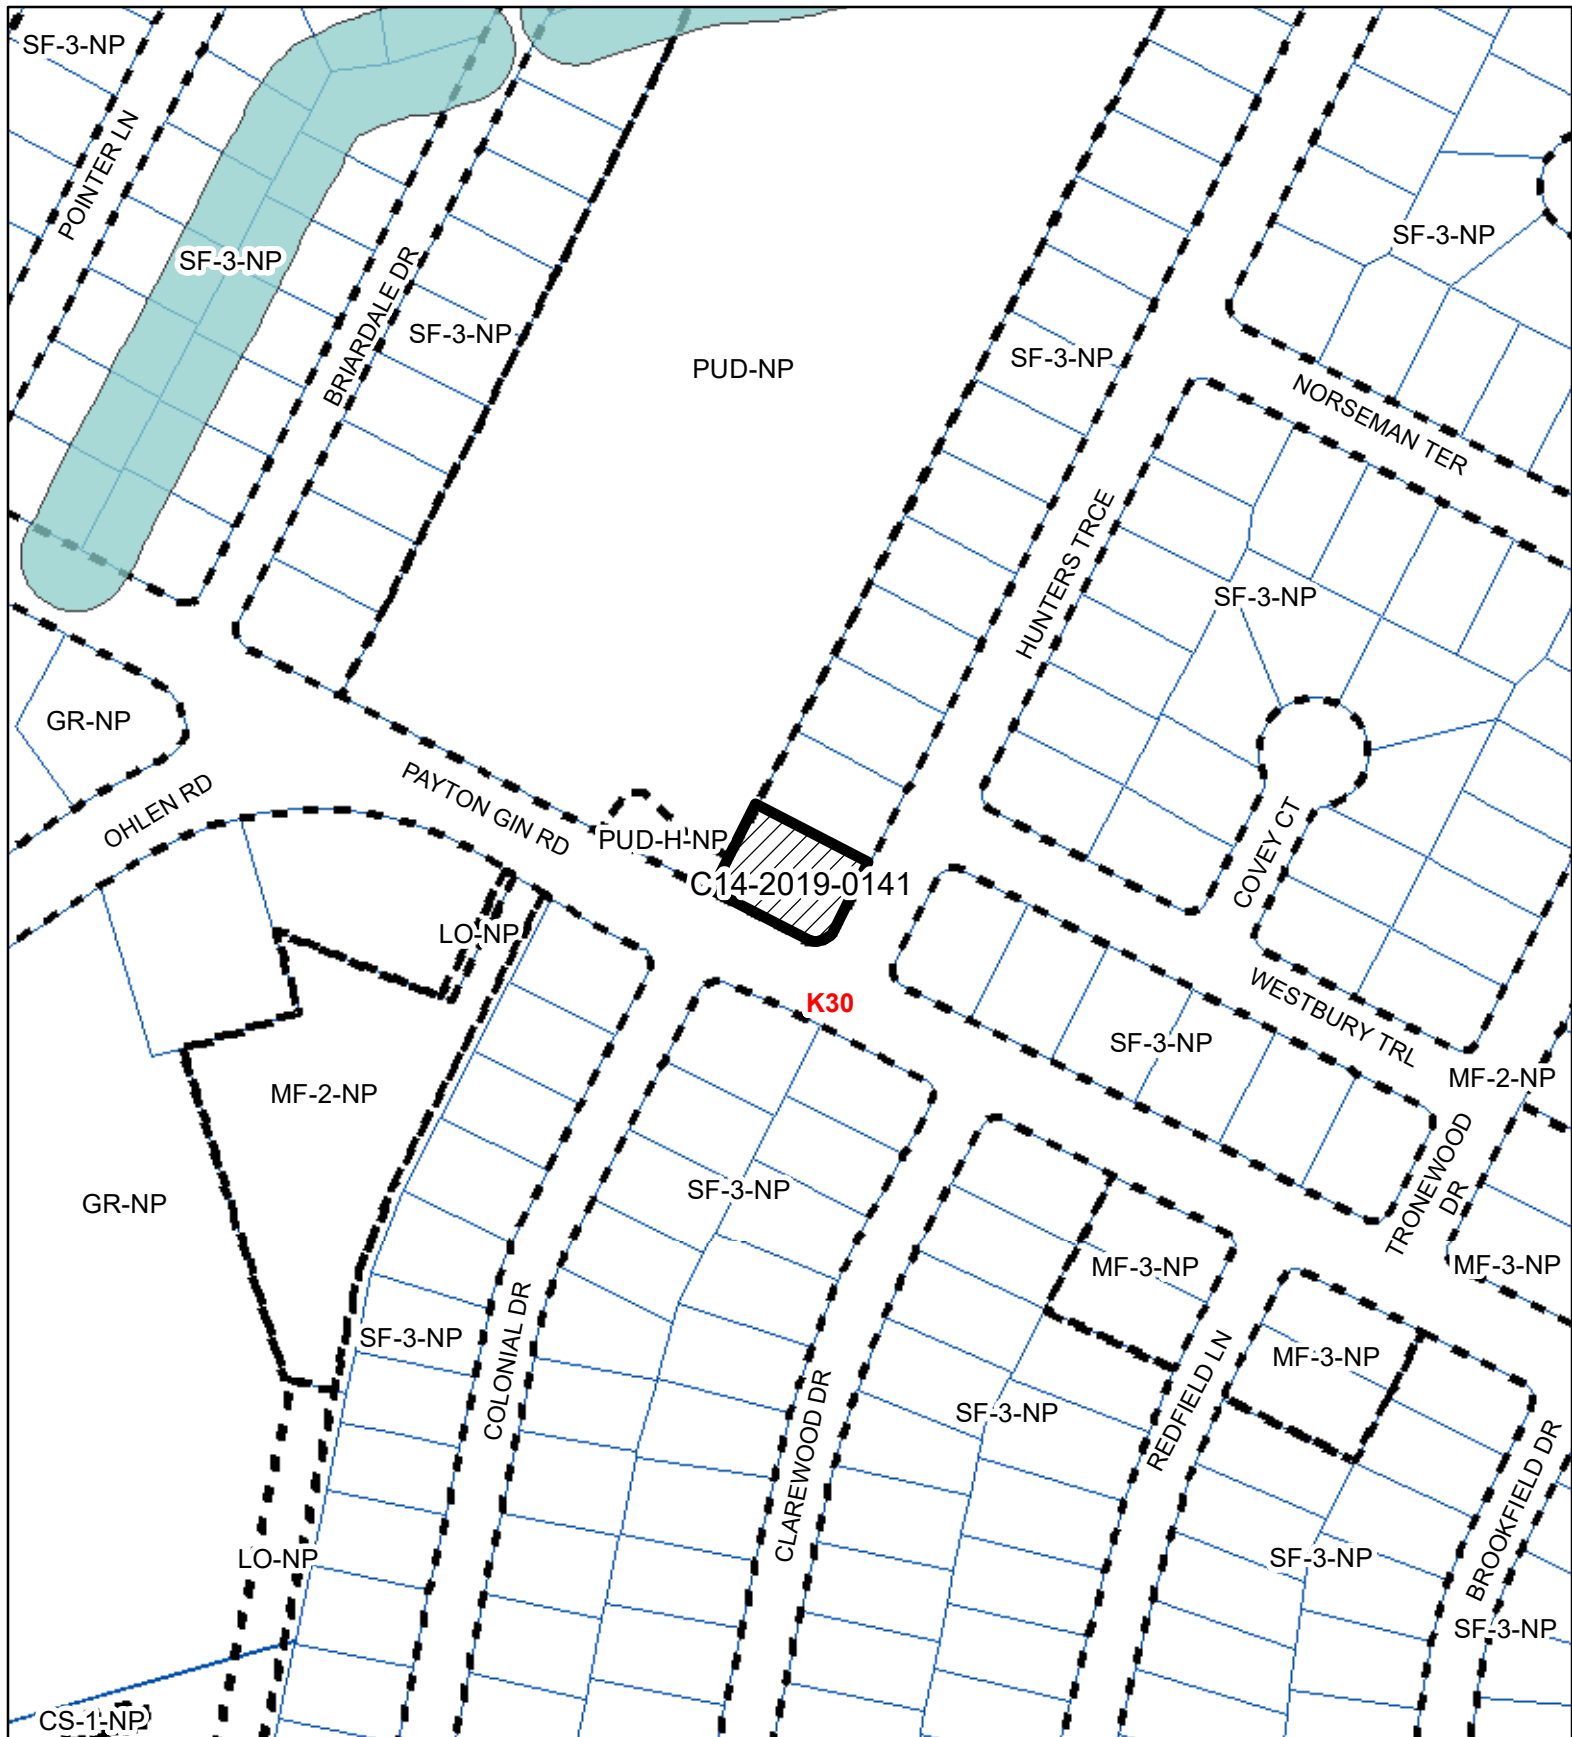 SF-3-NP
POINTER LN
SF-3-NP
BRIARDALE DR
SF-3-NP
PUD-NP
SF-3-NP
SF-3-NP
NORSEMAN TER
HUNTERS TRCE
SF-3-NP
GR-NP
OHLEN RD
PAYTON GIN RD
PUD-H-NP
C14-2019-0141
COVEY CT
LO-NP
K30
WESTBURY TRL
SF-3-NP
MF-2-NP
MF-2-NP
TRONEWOOD
DR
GR-NP
SF-3-NP
MF-3-NP
MF-3-NP
SF-3-NP
COLONIAL DR
CLAREWOOD DR
SF-3-NP
REDFIELD LN
MF-3-NP
BROOKFIELD DR
LO-NP
SF-3-NP
SF-3-NP
CS-1-NP